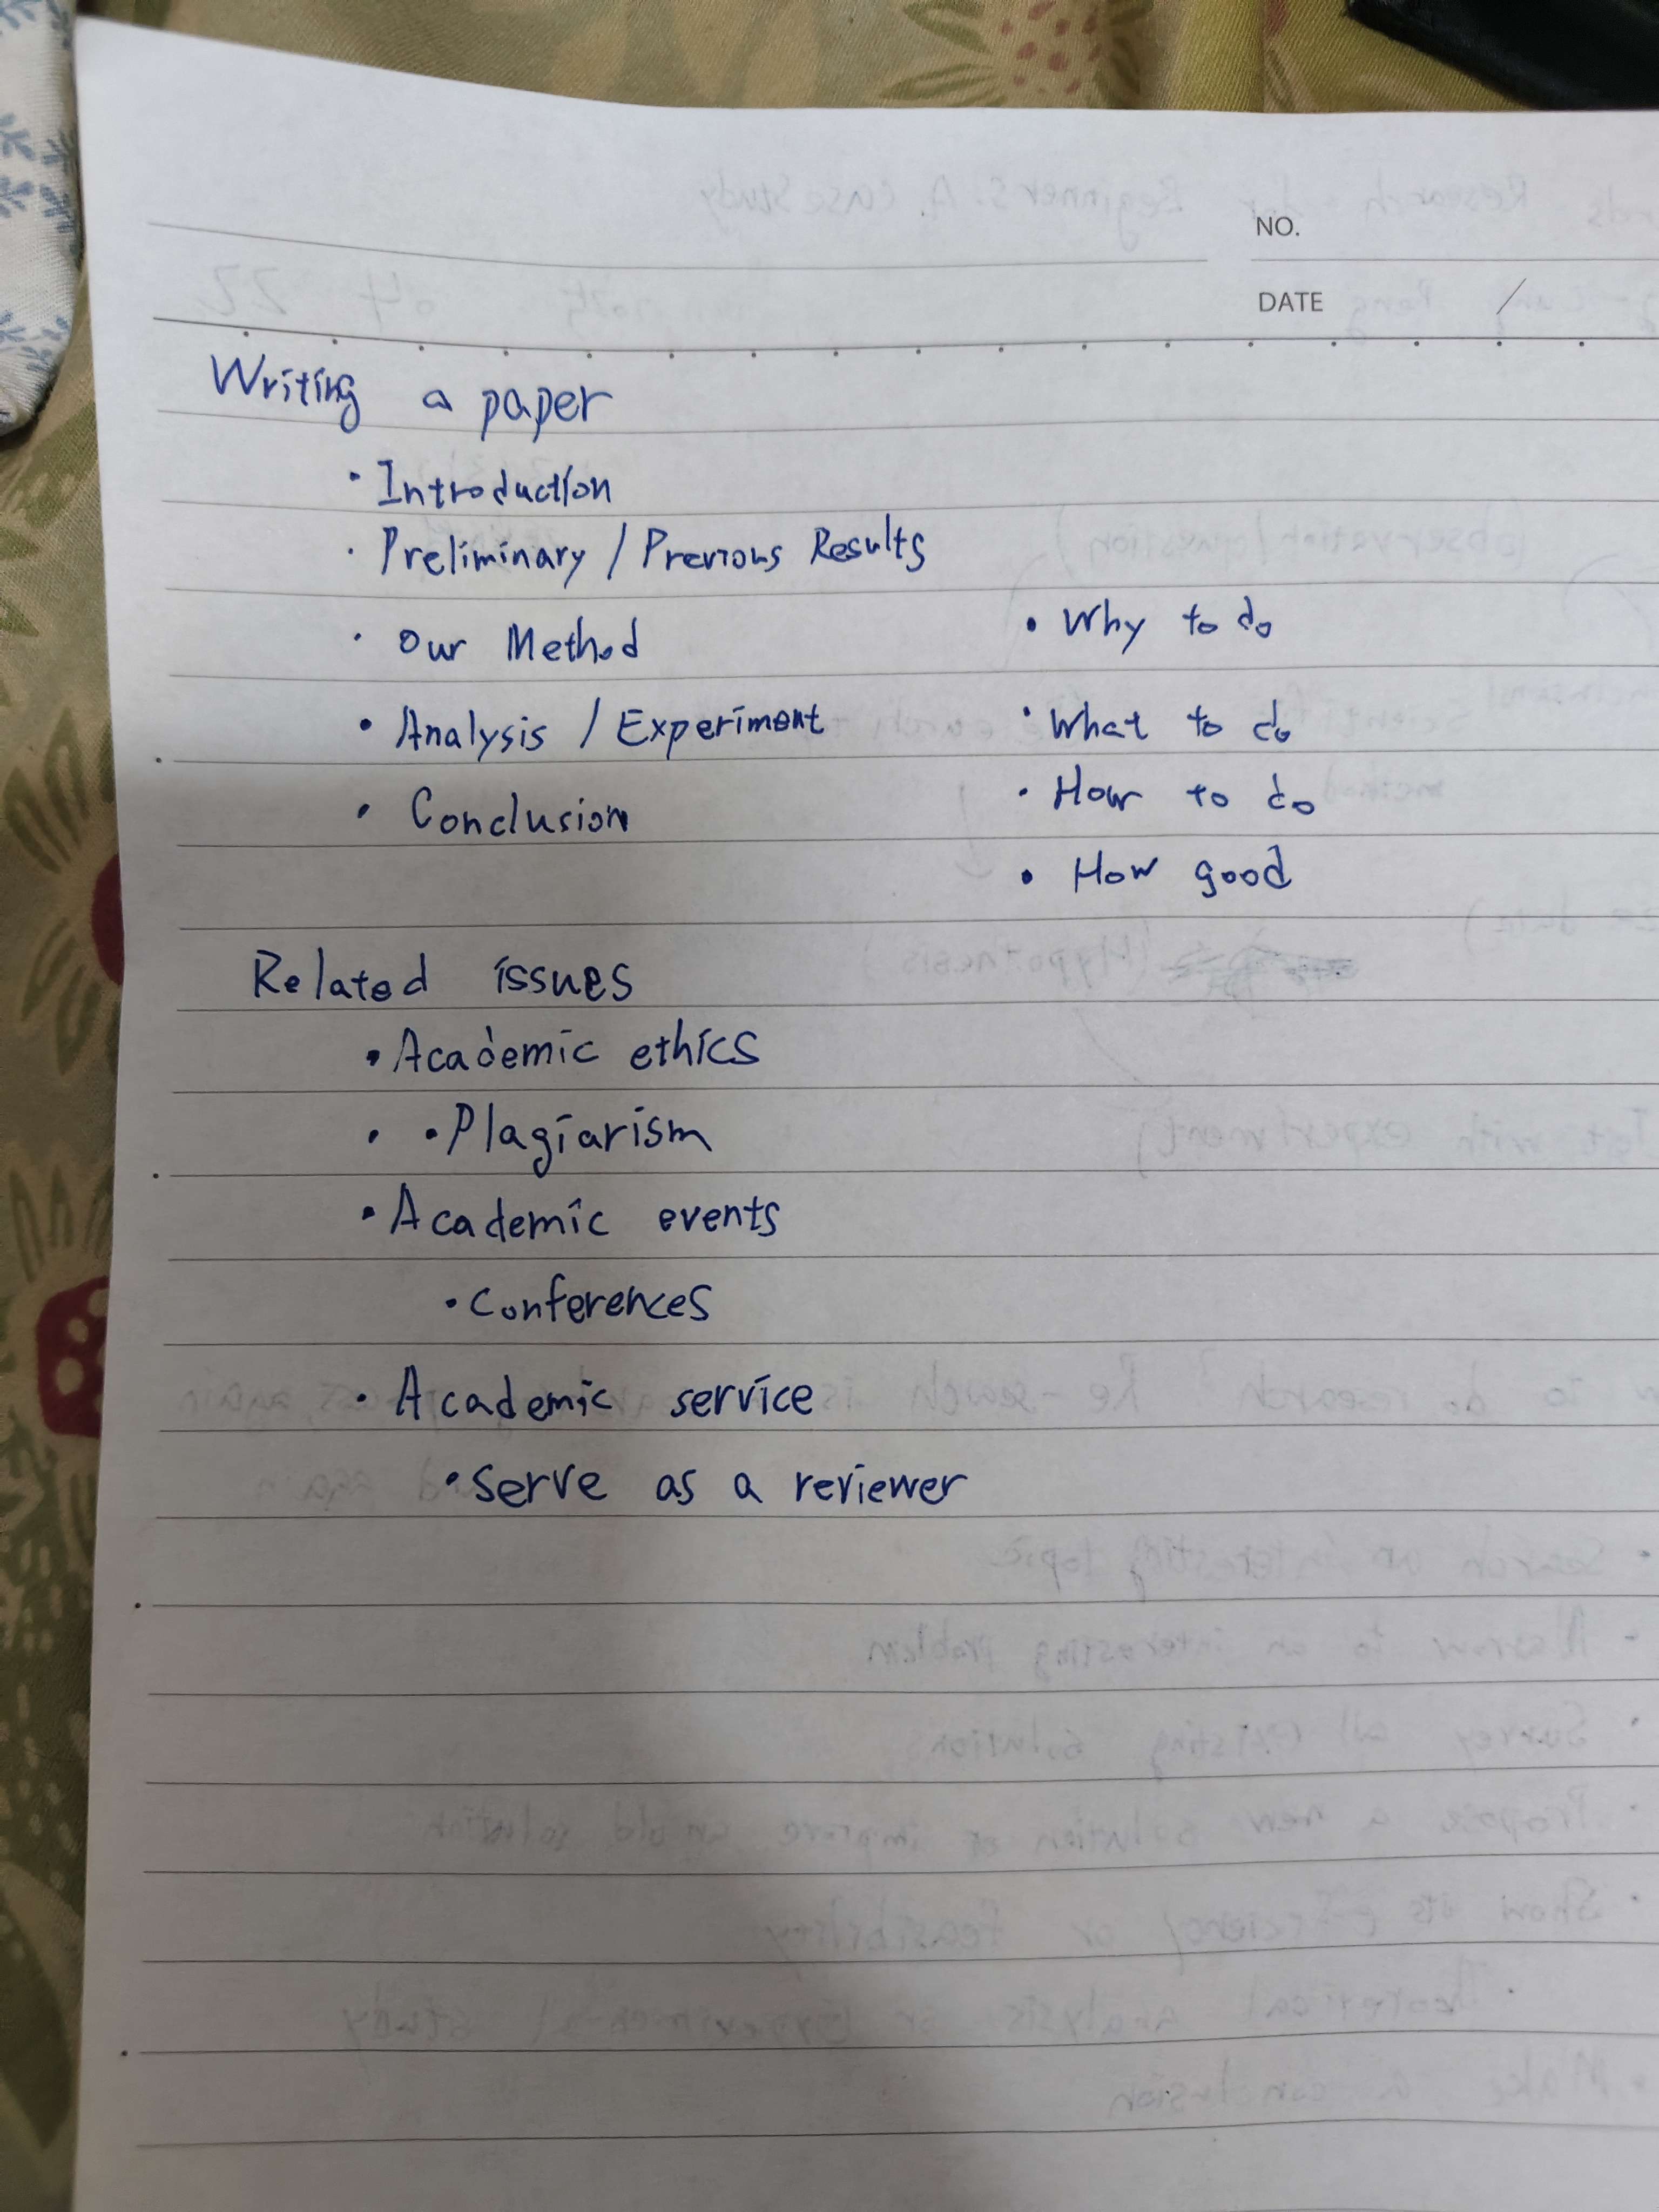 NO.
DATE /
Writing a paper
• Introduction
• Preliminary / Previous Results
• Our Method
• Analysis / Experiment
• Conclusion
• Why to do
• What to do
• How to do
• How good
Related issues
• Academic ethics
• • Plagiarism
• Academic events
• Conferences
• Academic service
• Serve as a reviewer